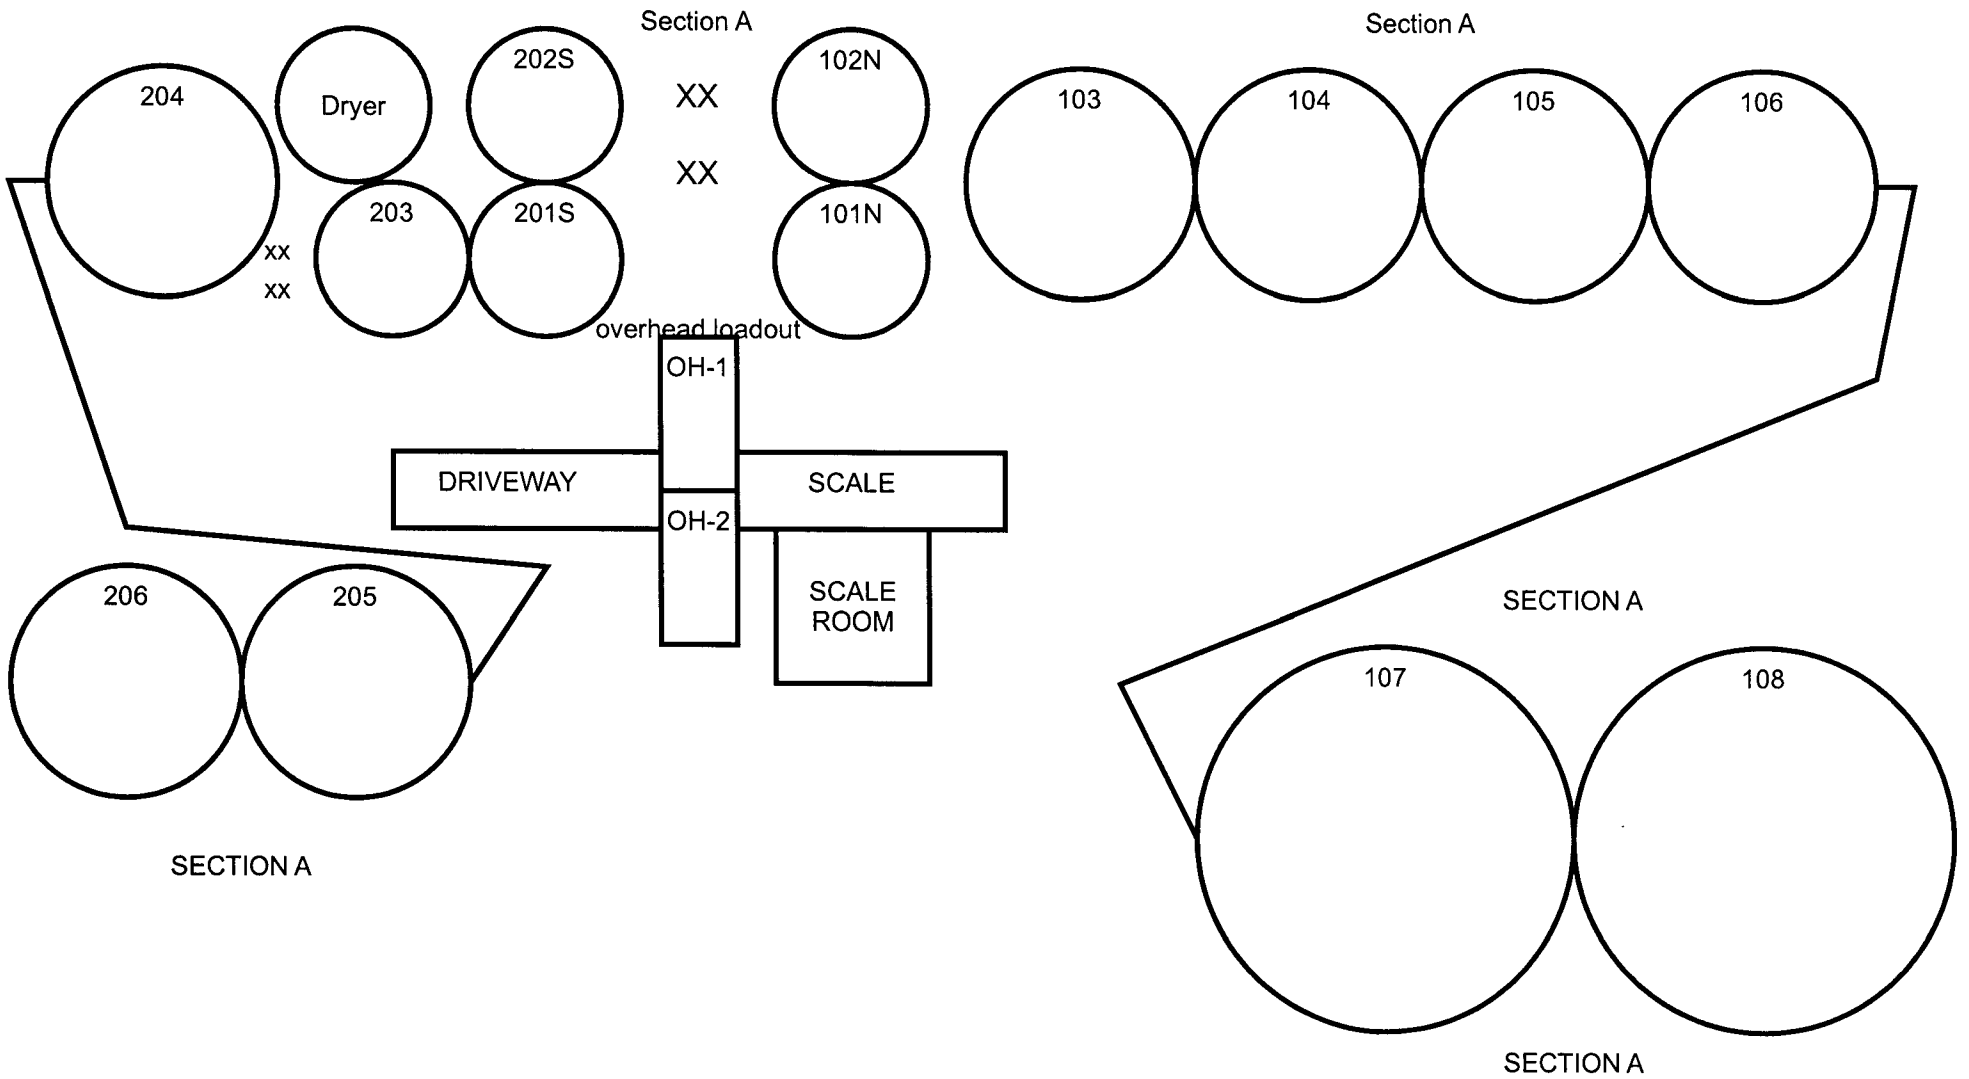 Section A
Section A
204
Dryer
202S
XX
102N
103
104
105
106
XX
203
201S
101N
xx
xx
overhead loadout
OH-1
DRIVEWAY
SCALE
OH-2
206
205
SCALE
ROOM
SECTION A
107
108
SECTION A
SECTION A